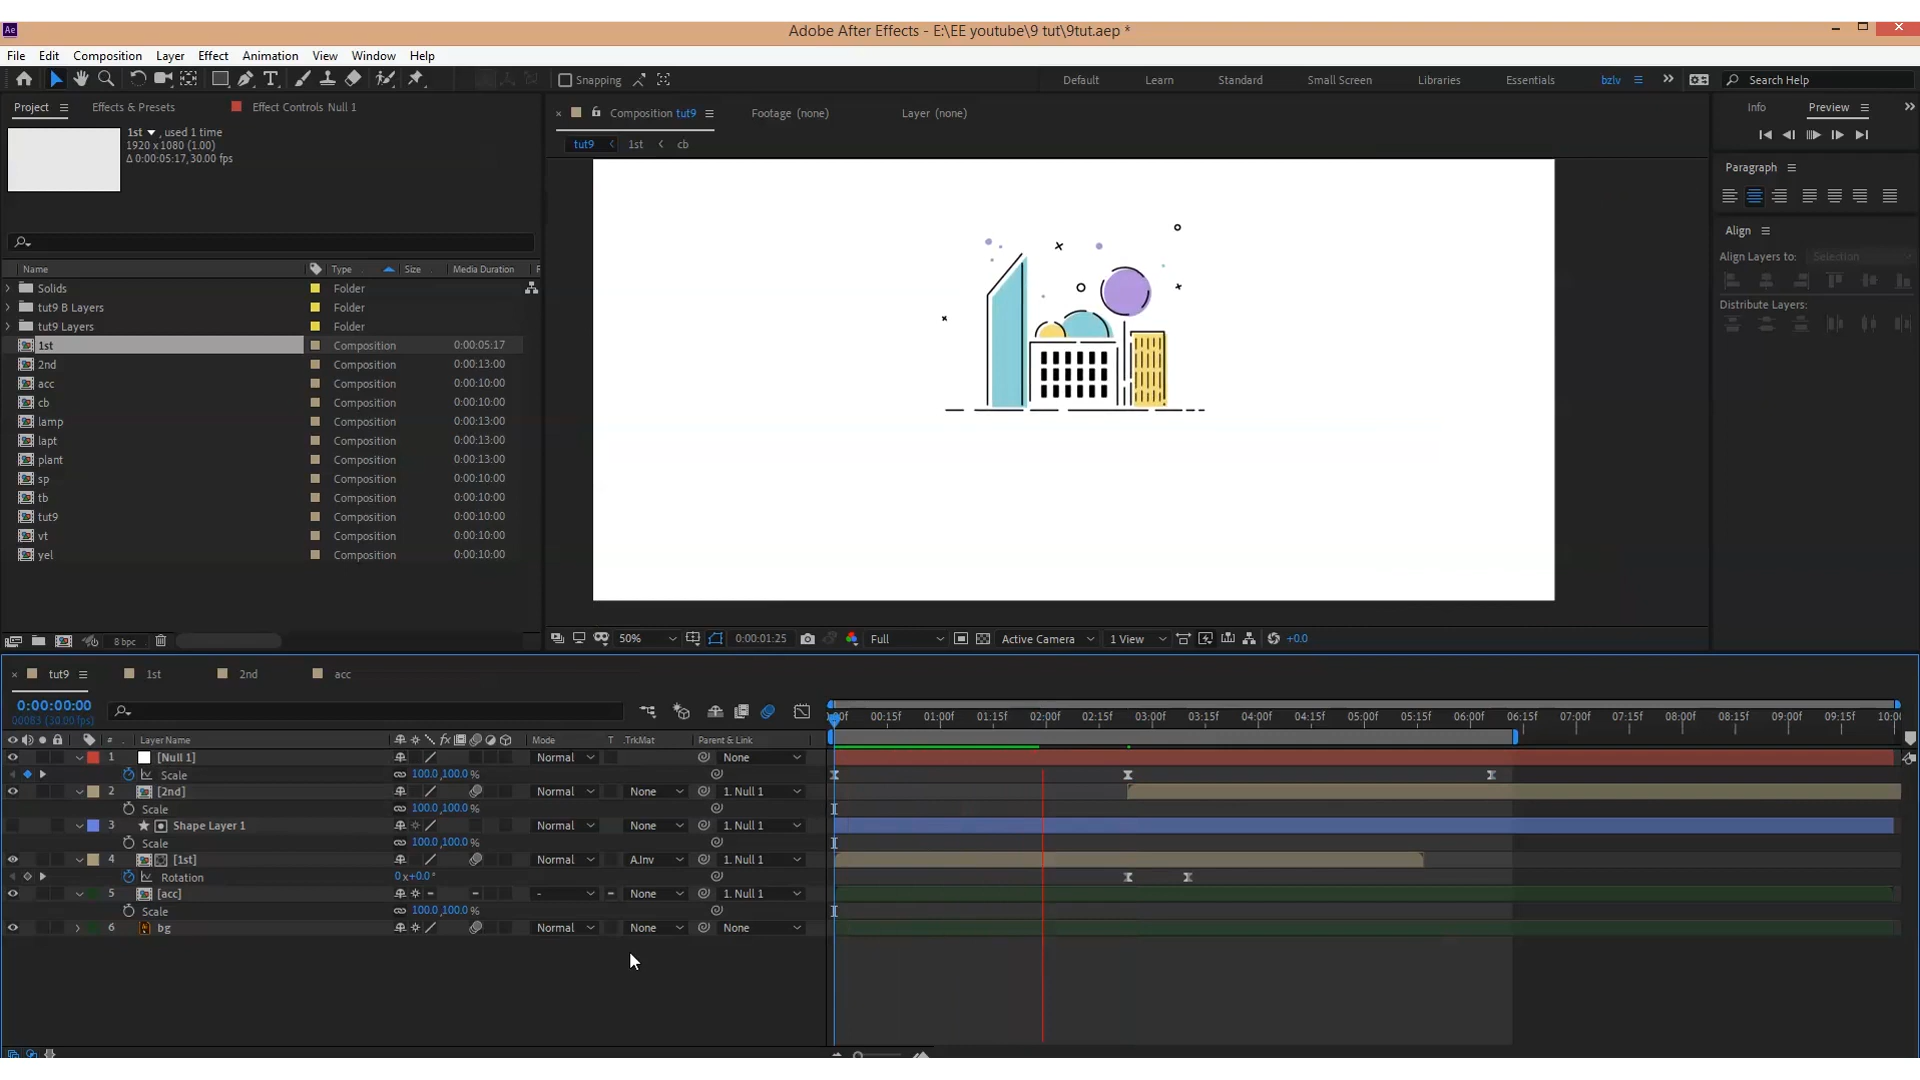 Ae
Adobe After Effects - E:\EE youtube\9 tut\9tut.aep *
File Edit Composition Layer Effect Animation View Window Help
Snapping
Default Learn Standard Small Screen Libraries Essentials bzlv Search Help
Project Effects & Presets Effect Controls Null 1
Composition tut9 Footage (none) Layer (none)
Info Preview
1st , used 1 time
1920 x 1080 (1.00)
Δ 0:00:05:17, 30.00 fps
tut9 1st cb
Paragraph
Align
Align Layers to: Selection
Distribute Layers:
Name Type Size Media Duration
Solids Folder
tut9 B Layers Folder
tut9 Layers Folder
1st Composition 0:00:05:17
2nd Composition 0:00:13:00
acc Composition 0:00:10:00
cb Composition 0:00:10:00
lamp Composition 0:00:13:00
lapt Composition 0:00:13:00
plant Composition 0:00:13:00
sp Composition 0:00:10:00
tb Composition 0:00:10:00
tut9 Composition 0:00:10:00
vt Composition 0:00:10:00
yel Composition 0:00:10:00
8 bpc
50% 0:00:01:25 Full Active Camera 1 View +0.0
tut9 1st 2nd acc
0:00:00:00
00083 (30.00 fps)
00:15f 01:00f 01:15f 02:00f 02:15f 03:00f 03:15f 04:00f 04:15f 05:00f 05:15f 06:00f 06:15f 07:00f 07:15f 08:00f 08:15f 09:00f 09:15f
# Layer Name Mode T .TrkMat Parent & Link
1 [Null 1] Normal None
Scale 100.0,100.0 %
2 [2nd] Normal None 1. Null 1
Scale 100.0,100.0 %
3 Shape Layer 1 Normal None 1. Null 1
Scale 100.0,100.0 %
4 [1st] Normal A.Inv 1. Null 1
Rotation 0x+0.0°
5 [acc] - None 1. Null 1
Scale 100.0,100.0 %
6 bg Normal None None